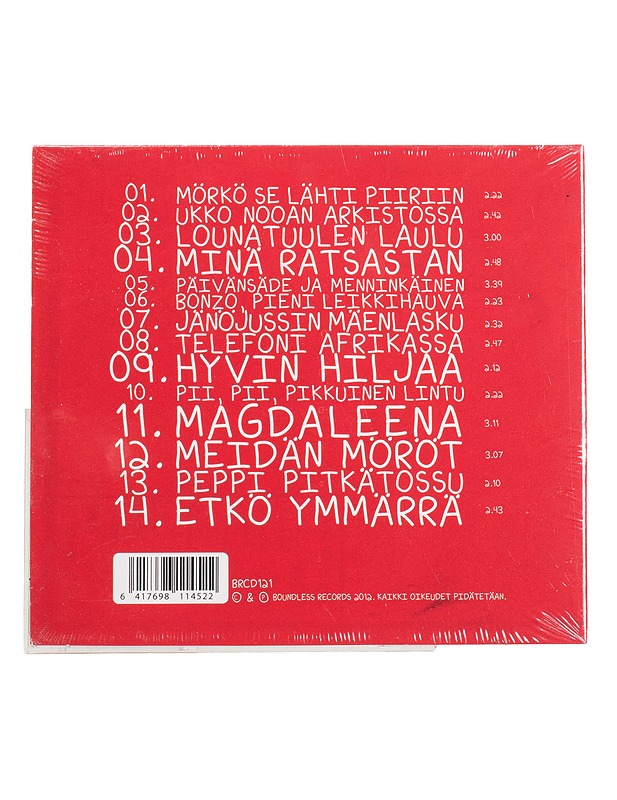 01. MÖRKÖ SE LÄHTI PIIRIIN 2.22
02. UKKO NOOAN ARKISTOSSA 2.42
03. LOUNATUULEN LAULU 3.00
04. MINÄ RATSASTAN 2.48
05. PÄIVÄNSÄDE JA MENNINKÄINEN 3.39
06. BONZO, PIENI LEIKKIHAUVA 2.23
07. JÄNÖJUSSIN MÄENLASKU 2.32
08. TELEFONI AFRIKASSA 2.47
09. HYVIN HILJAA 2.12
10. PII, PII, PIKKUINEN LINTU 2.22
11. MAGDALEENA 3.11
12. MEIDÄN MÖRÖT 3.07
13. PEPPI PITKÄTOSSU 2.10
14. ETKÖ YMMÄRRÄ 2.43
BRCD121
© & ℗ BOUNDLESS RECORDS 2012. KAIKKI OIKEUDET PIDÄTETÄÄN.
6 417698 114522